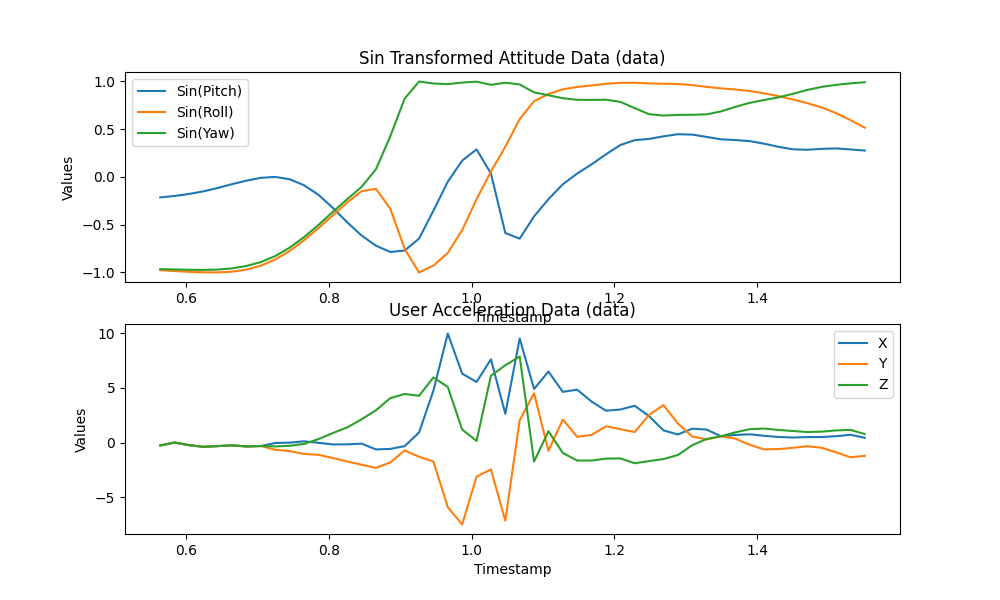 Sin Transformed Attitude Data (data)
1.0
0.5
0.0
−0.5
−1.0
Values
Sin(Pitch)
Sin(Roll)
Sin(Yaw)
0.6 0.8 1.0 1.2 1.4
Timestamp
User Acceleration Data (data)
10
5
0
−5
Values
X
Y
Z
0.6 0.8 1.0 1.2 1.4
Timestamp